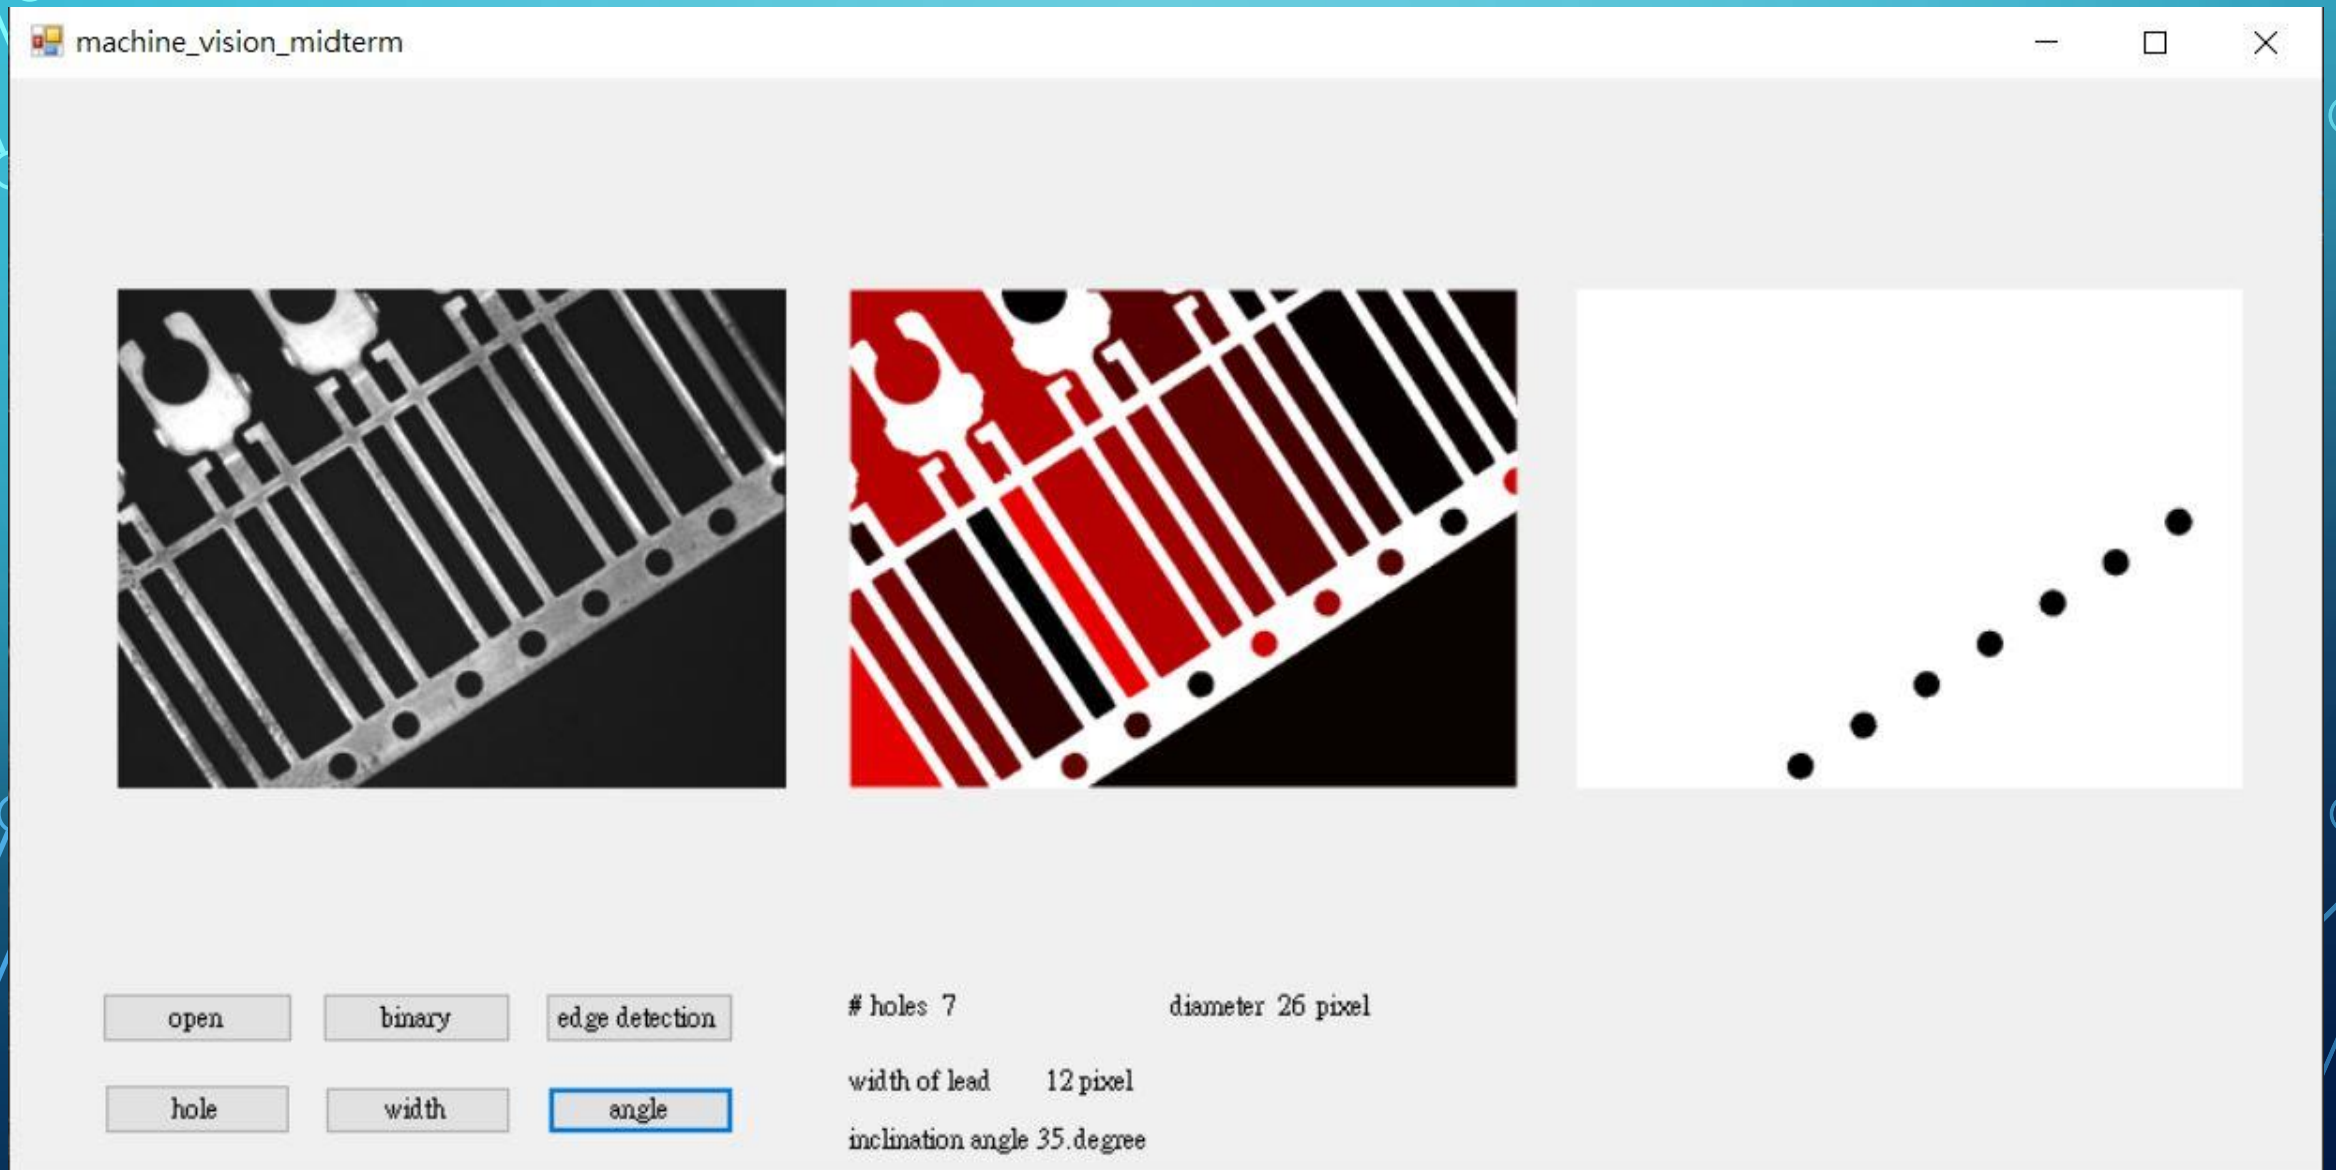 machine_vision_midterm
open
binary
edge detection
# holes 7
diameter 26 pixel
hole
width
angle
width of lead 12 pixel
inclination angle 35.degree